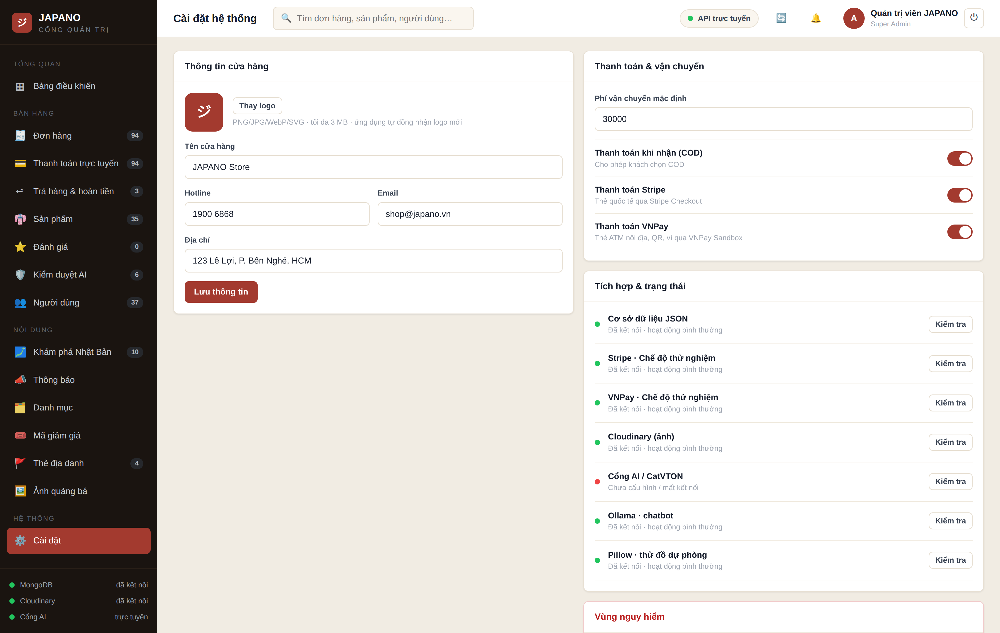 ジ
JAPANO
CỔNG QUẢN TRỊ
TỔNG QUAN
Bảng điều khiển
BÁN HÀNG
Đơn hàng 94
Thanh toán trực tuyến 94
Trả hàng & hoàn tiền 3
Sản phẩm 35
Đánh giá 0
Kiểm duyệt AI 6
Người dùng 37
NỘI DUNG
Khám phá Nhật Bản 10
Thông báo
Danh mục
Mã giảm giá
Thẻ địa danh 4
Ảnh quảng bá
HỆ THỐNG
Cài đặt
MongoDB đã kết nối
Cloudinary đã kết nối
Cổng AI trực tuyến
Cài đặt hệ thống
Tìm đơn hàng, sản phẩm, người dùng…
API trực tuyến
A
Quản trị viên JAPANO
Super Admin
Thông tin cửa hàng
ジ
Thay logo
PNG/JPG/WebP/SVG · tối đa 3 MB · ứng dụng tự đồng nhận logo mới
Tên cửa hàng
JAPANO Store
Hotline Email
1900 6868 shop@japano.vn
Địa chỉ
123 Lê Lợi, P. Bến Nghé, HCM
Lưu thông tin
Thanh toán & vận chuyển
Phí vận chuyển mặc định
30000
Thanh toán khi nhận (COD)
Cho phép khách chọn COD
Thanh toán Stripe
Thẻ quốc tế qua Stripe Checkout
Thanh toán VNPay
Thẻ ATM nội địa, QR, ví qua VNPay Sandbox
Tích hợp & trạng thái
Cơ sở dữ liệu JSON
Đã kết nối · hoạt động bình thường
Kiểm tra
Stripe · Chế độ thử nghiệm
Đã kết nối · hoạt động bình thường
Kiểm tra
VNPay · Chế độ thử nghiệm
Đã kết nối · hoạt động bình thường
Kiểm tra
Cloudinary (ảnh)
Đã kết nối · hoạt động bình thường
Kiểm tra
Cổng AI / CatVTON
Chưa cấu hình / mất kết nối
Kiểm tra
Ollama · chatbot
Đã kết nối · hoạt động bình thường
Kiểm tra
Pillow · thử đồ dự phòng
Đã kết nối · hoạt động bình thường
Kiểm tra
Vùng nguy hiểm